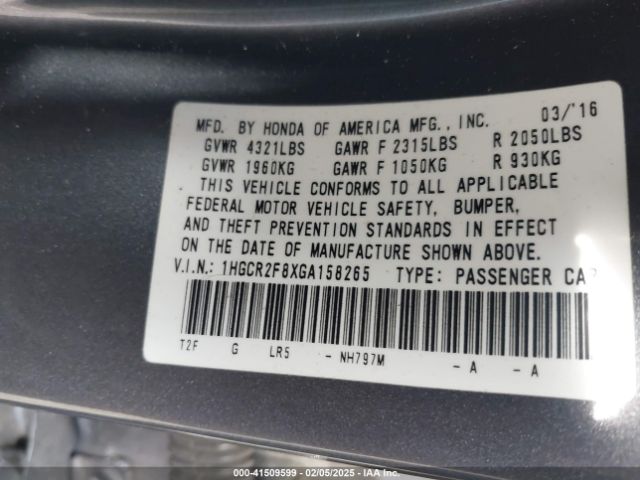 MFD. BY HONDA OF AMERICA MFG., INC. 03/'16
GVWR 4321LBS GAWR F 2315LBS R 2050LBS
GVWR 1960KG GAWR F 1050KG R 930KG
THIS VEHICLE CONFORMS TO ALL APPLICABLE
FEDERAL MOTOR VEHICLE SAFETY, BUMPER,
AND THEFT PREVENTION STANDARDS IN EFFECT
ON THE DATE OF MANUFACTURE SHOWN ABOVE.
V.I.N.: 1HGCR2F8XGA158265 TYPE: PASSENGER CAR
T2F G LR5 - NH797M - A - A
000-41509599 - 02/05/2025 - IAA Inc.